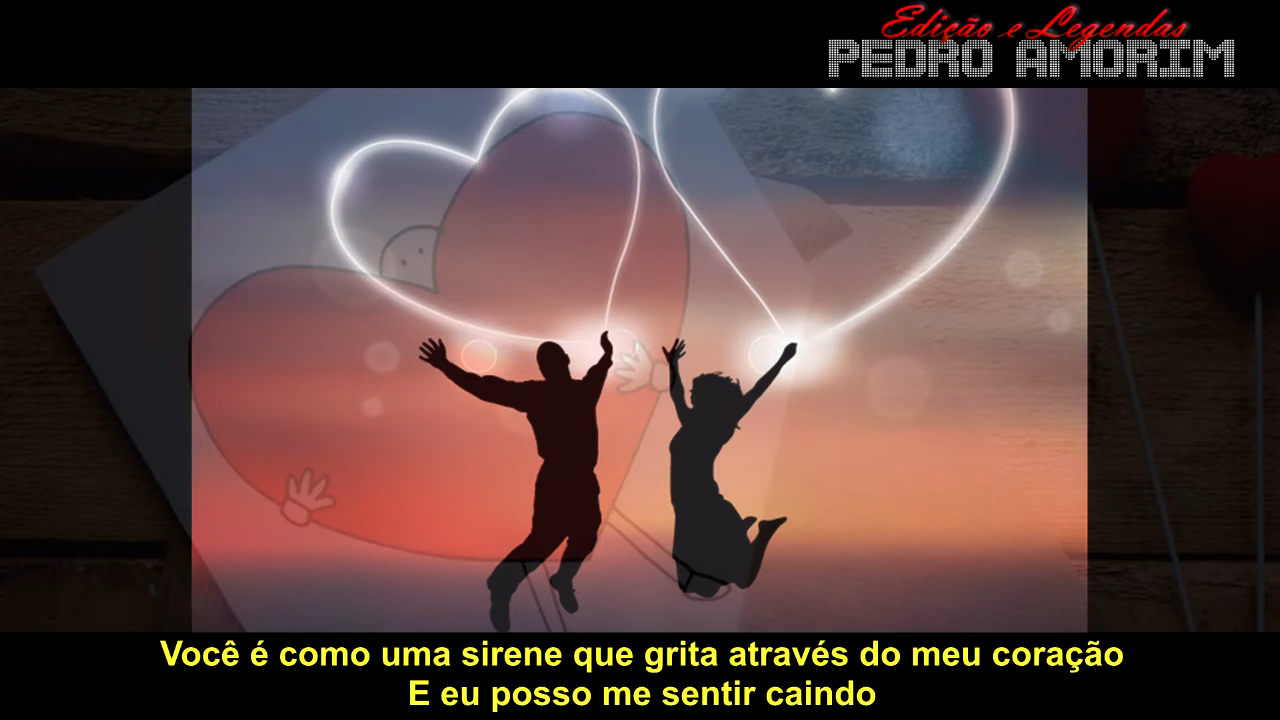 Edição e Legendas
PEDRO AMORIM
Você é como uma sirene que grita através do meu coração
E eu posso me sentir caindo